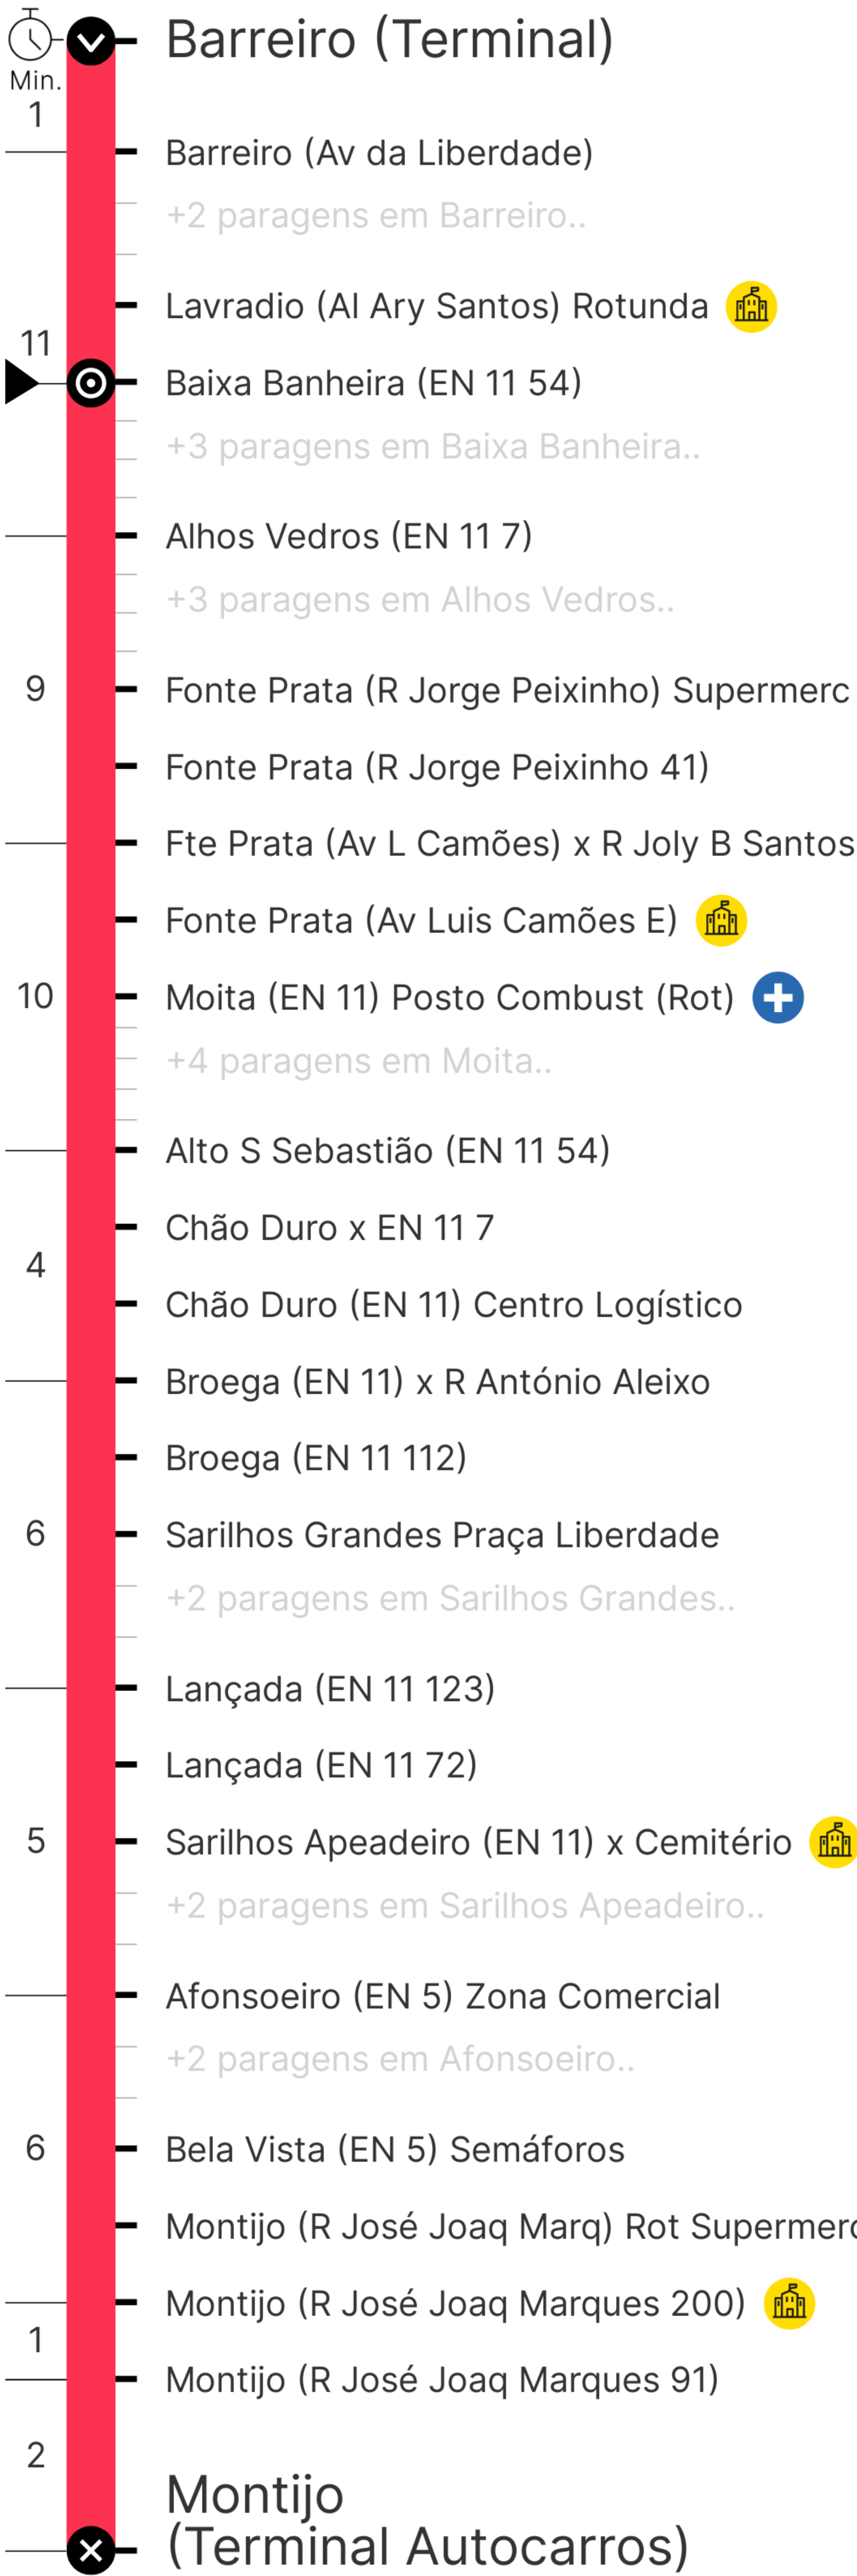 Barreiro (Terminal)
Min.
1
Barreiro (Av da Liberdade)
+2 paragens em Barreiro..
Lavradio (Al Ary Santos) Rotunda
11
Baixa Banheira (EN 11 54)
+3 paragens em Baixa Banheira..
Alhos Vedros (EN 11 7)
+3 paragens em Alhos Vedros..
9
Fonte Prata (R Jorge Peixinho) Supermerc
Fonte Prata (R Jorge Peixinho 41)
Fte Prata (Av L Camões) x R Joly B Santos
Fonte Prata (Av Luis Camões E)
10
Moita (EN 11) Posto Combust (Rot)
+4 paragens em Moita..
Alto S Sebastião (EN 11 54)
Chão Duro x EN 11 7
4
Chão Duro (EN 11) Centro Logístico
Broega (EN 11) x R António Aleixo
Broega (EN 11 112)
6
Sarilhos Grandes Praça Liberdade
+2 paragens em Sarilhos Grandes..
Lançada (EN 11 123)
Lançada (EN 11 72)
5
Sarilhos Apeadeiro (EN 11) x Cemitério
+2 paragens em Sarilhos Apeadeiro..
Afonsoeiro (EN 5) Zona Comercial
+2 paragens em Afonsoeiro..
6
Bela Vista (EN 5) Semáforos
Montijo (R José Joaq Marq) Rot Supermerc
Montijo (R José Joaq Marques 200)
1
Montijo (R José Joaq Marques 91)
2
Montijo
(Terminal Autocarros)